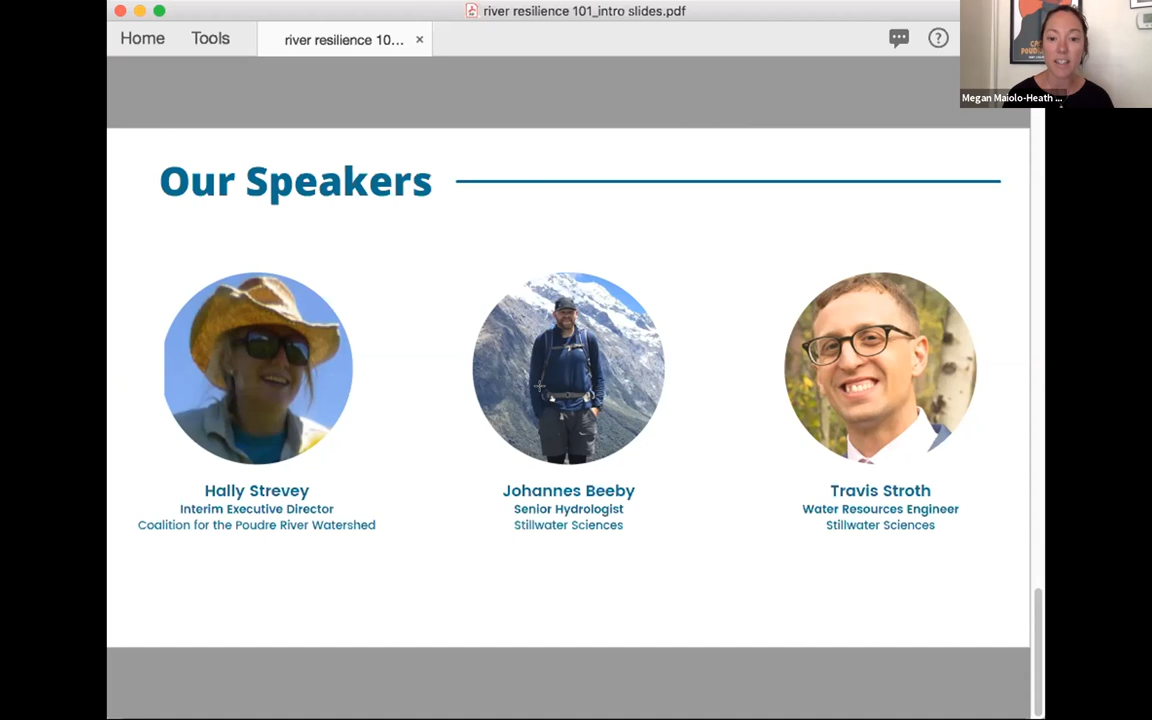 river resilience 101_intro slides.pdf
Home
Tools
river resilience 10...
×
?
Megan Maiolo-Heath ...
Our Speakers
Hally Strevey
Interim Executive Director
Coalition for the Poudre River Watershed
Johannes Beeby
Senior Hydrologist
Stillwater Sciences
Travis Stroth
Water Resources Engineer
Stillwater Sciences